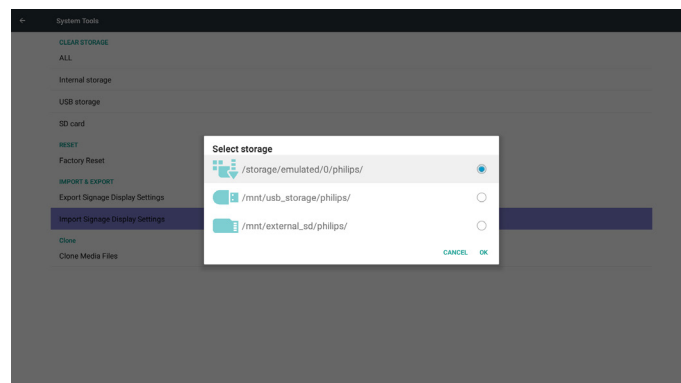 System Tools
CLEAR STORAGE
ALL
Internal storage
USB storage
SD card
RESET
Factory Reset
IMPORT & EXPORT
Export Signage Display Settings
Import Signage Display Settings
Clone
Clone Media Files
Select storage
/storage/emulated/0/philips/
/mnt/usb_storage/philips/
/mnt/external_sd/philips/
CANCEL OK